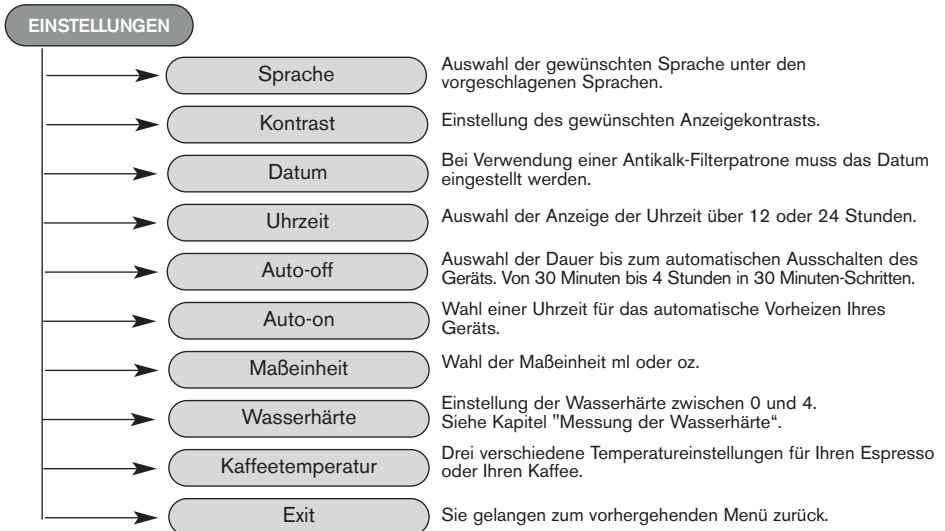 EINSTELLUNGEN
Sprache
Auswahl der gewünschten Sprache unter den
vorgeschlagenen Sprachen.
Kontrast
Einstellung des gewünschten Anzeigekontrasts.
Datum
Bei Verwendung einer Antikalk-Filterpatrone muss das Datum
eingestellt werden.
Uhrzeit
Auswahl der Anzeige der Uhrzeit über 12 oder 24 Stunden.
Auto-off
Auswahl der Dauer bis zum automatischen Ausschalten des
Geräts. Von 30 Minuten bis 4 Stunden in 30 Minuten-Schritten.
Auto-on
Wahl einer Uhrzeit für das automatische Vorheizen Ihres
Geräts.
Maßeinheit
Wahl der Maßeinheit ml oder oz.
Wasserhärte
Einstellung der Wasserhärte zwischen 0 und 4.
Siehe Kapitel "Messung der Wasserhärte“.
Kaffeetemperatur
Drei verschiedene Temperatureinstellungen für Ihren Espresso
oder Ihren Kaffee.
Exit
Sie gelangen zum vorhergehenden Menü zurück.